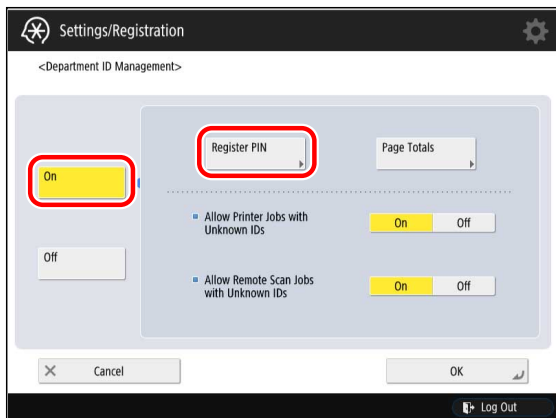 Settings/Registration
<Department ID Management>
On
Register PIN
Page Totals
Allow Printer Jobs with
Unknown IDs
On
Off
Off
Allow Remote Scan Jobs
with Unknown IDs
On
Off
Cancel
OK
Log Out